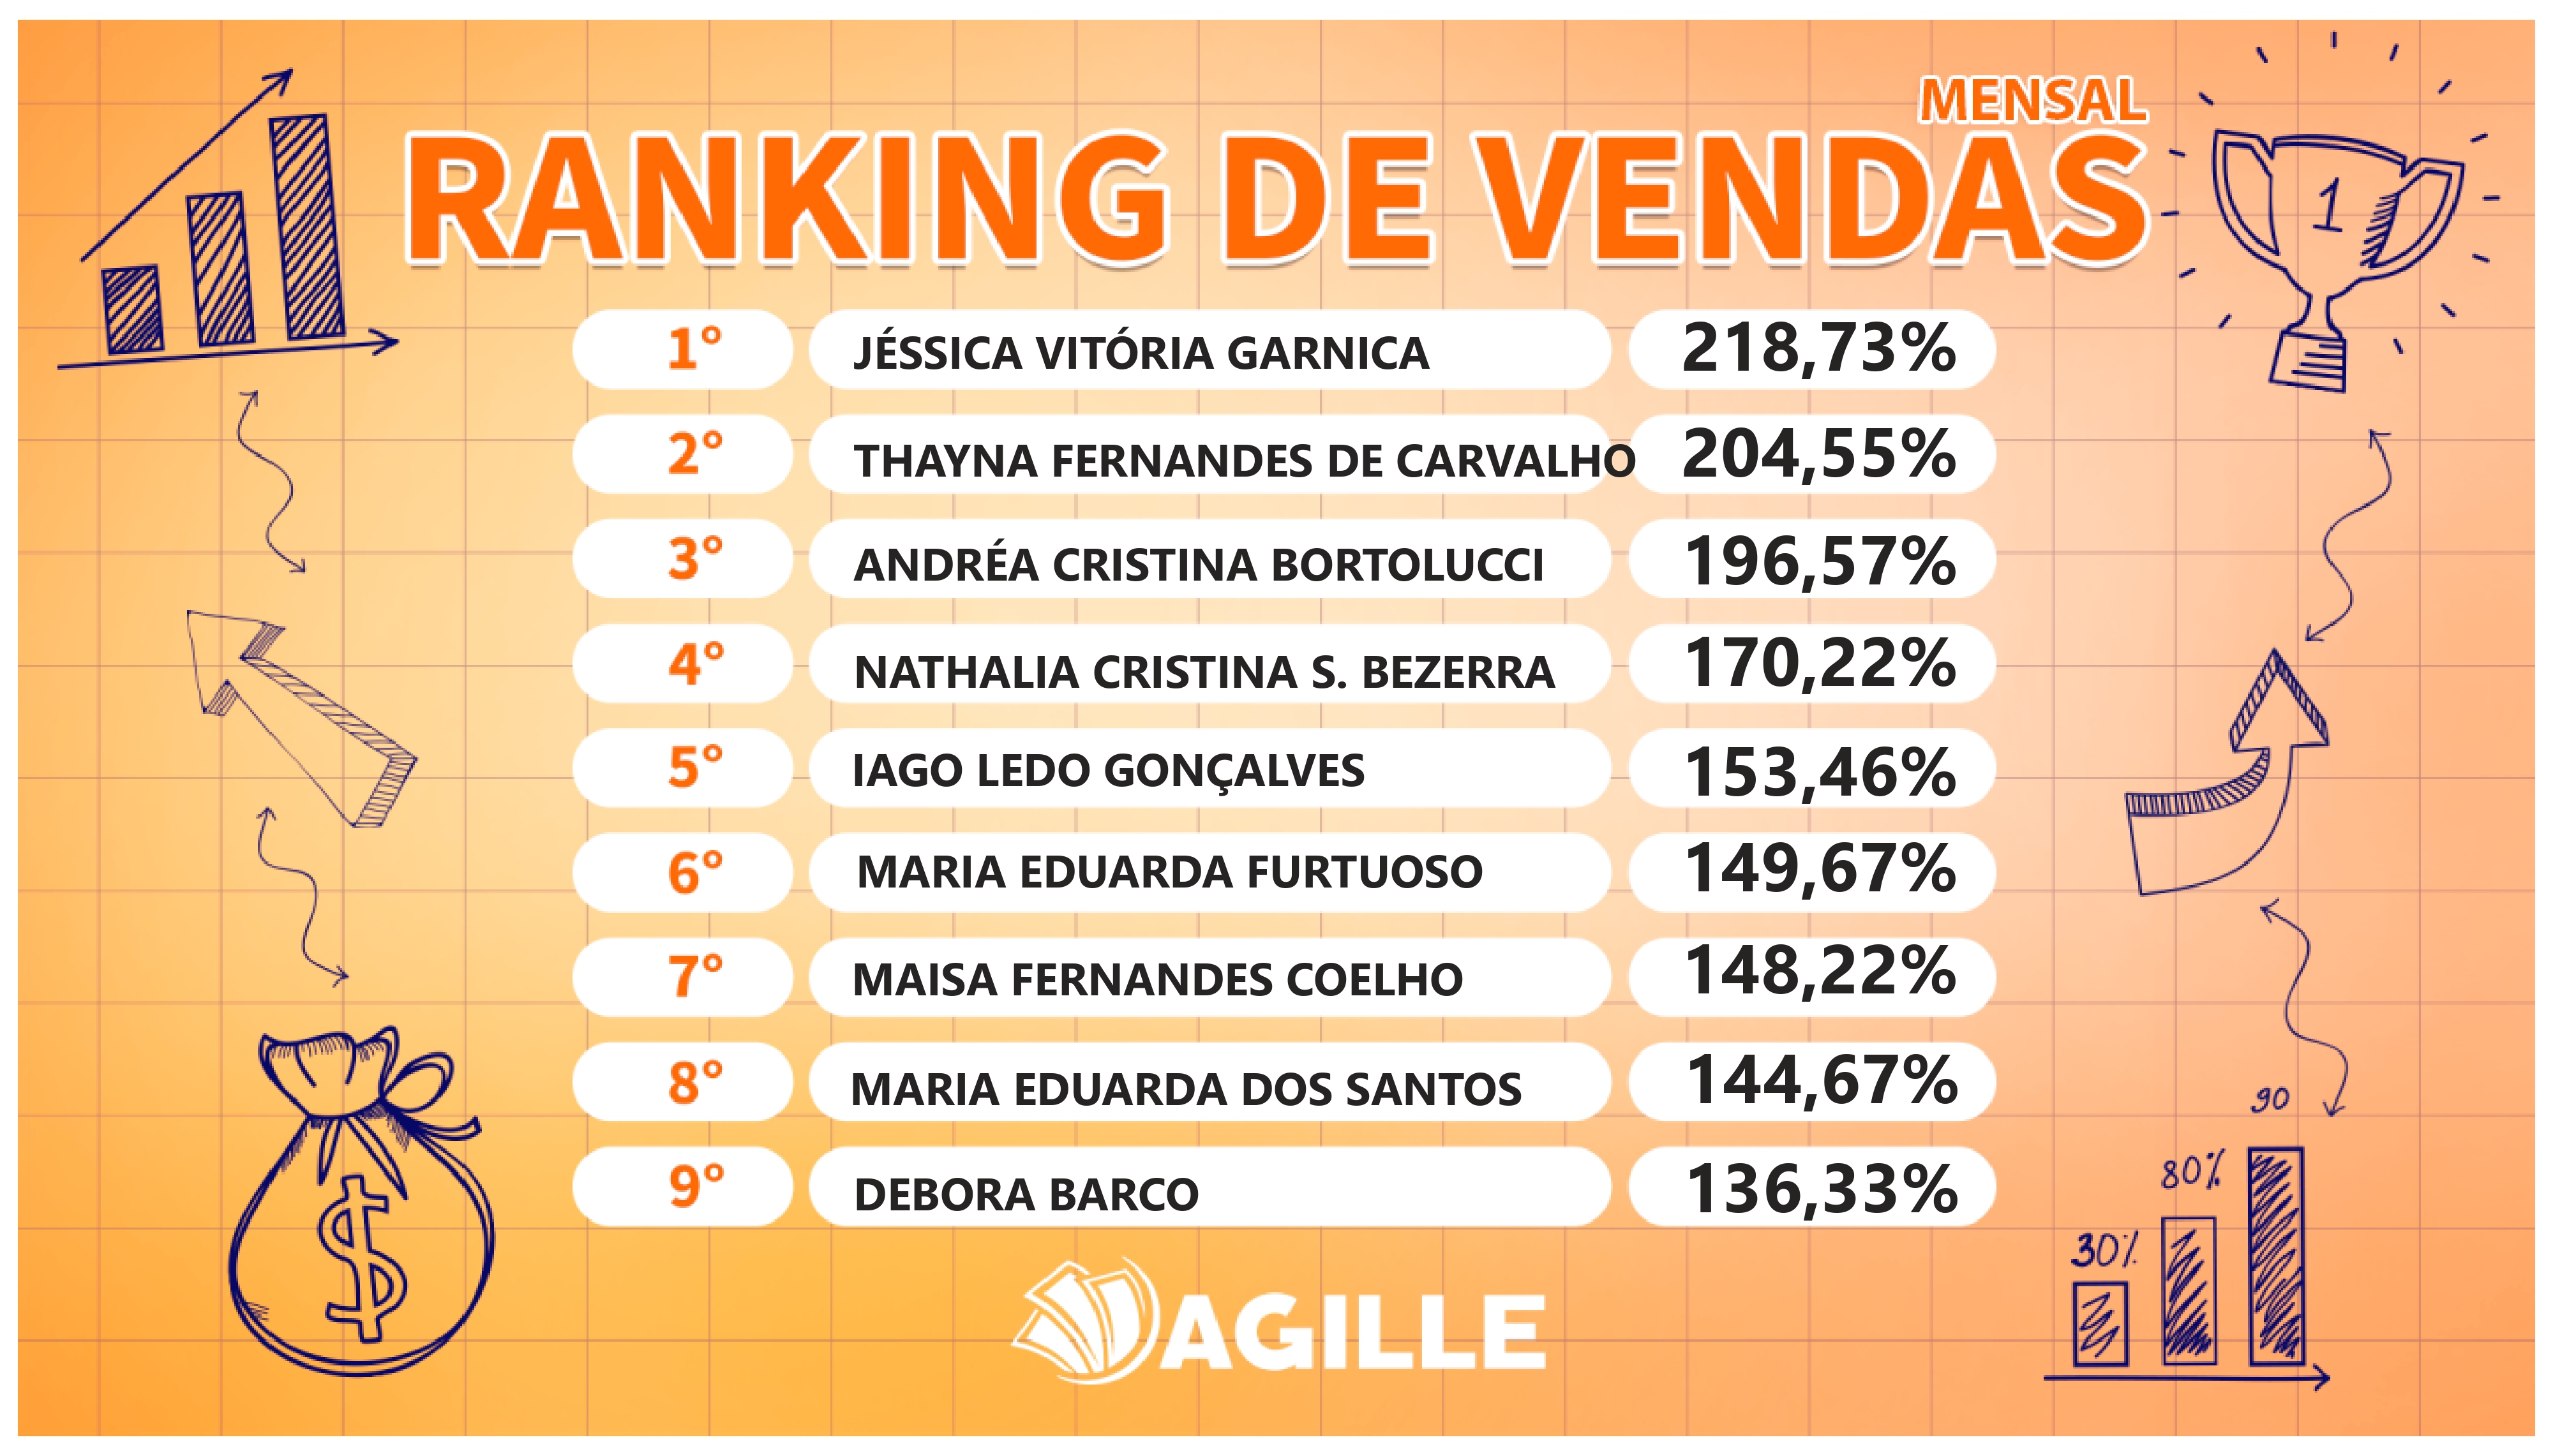 MENSAL
RANKING DE VENDAS
1
1° JÉSSICA VITÓRIA GARNICA 218,73%
2° THAYNA FERNANDES DE CARVALHO 204,55%
3° ANDRÉA CRISTINA BORTOLUCCI 196,57%
4° NATHALIA CRISTINA S. BEZERRA 170,22%
5° IAGO LEDO GONÇALVES 153,46%
6° MARIA EDUARDA FURTUOSO 149,67%
7° MAISA FERNANDES COELHO 148,22%
8° MARIA EDUARDA DOS SANTOS 144,67%
9° DEBORA BARCO 136,33%
$
30% 80% 90
AGILLE